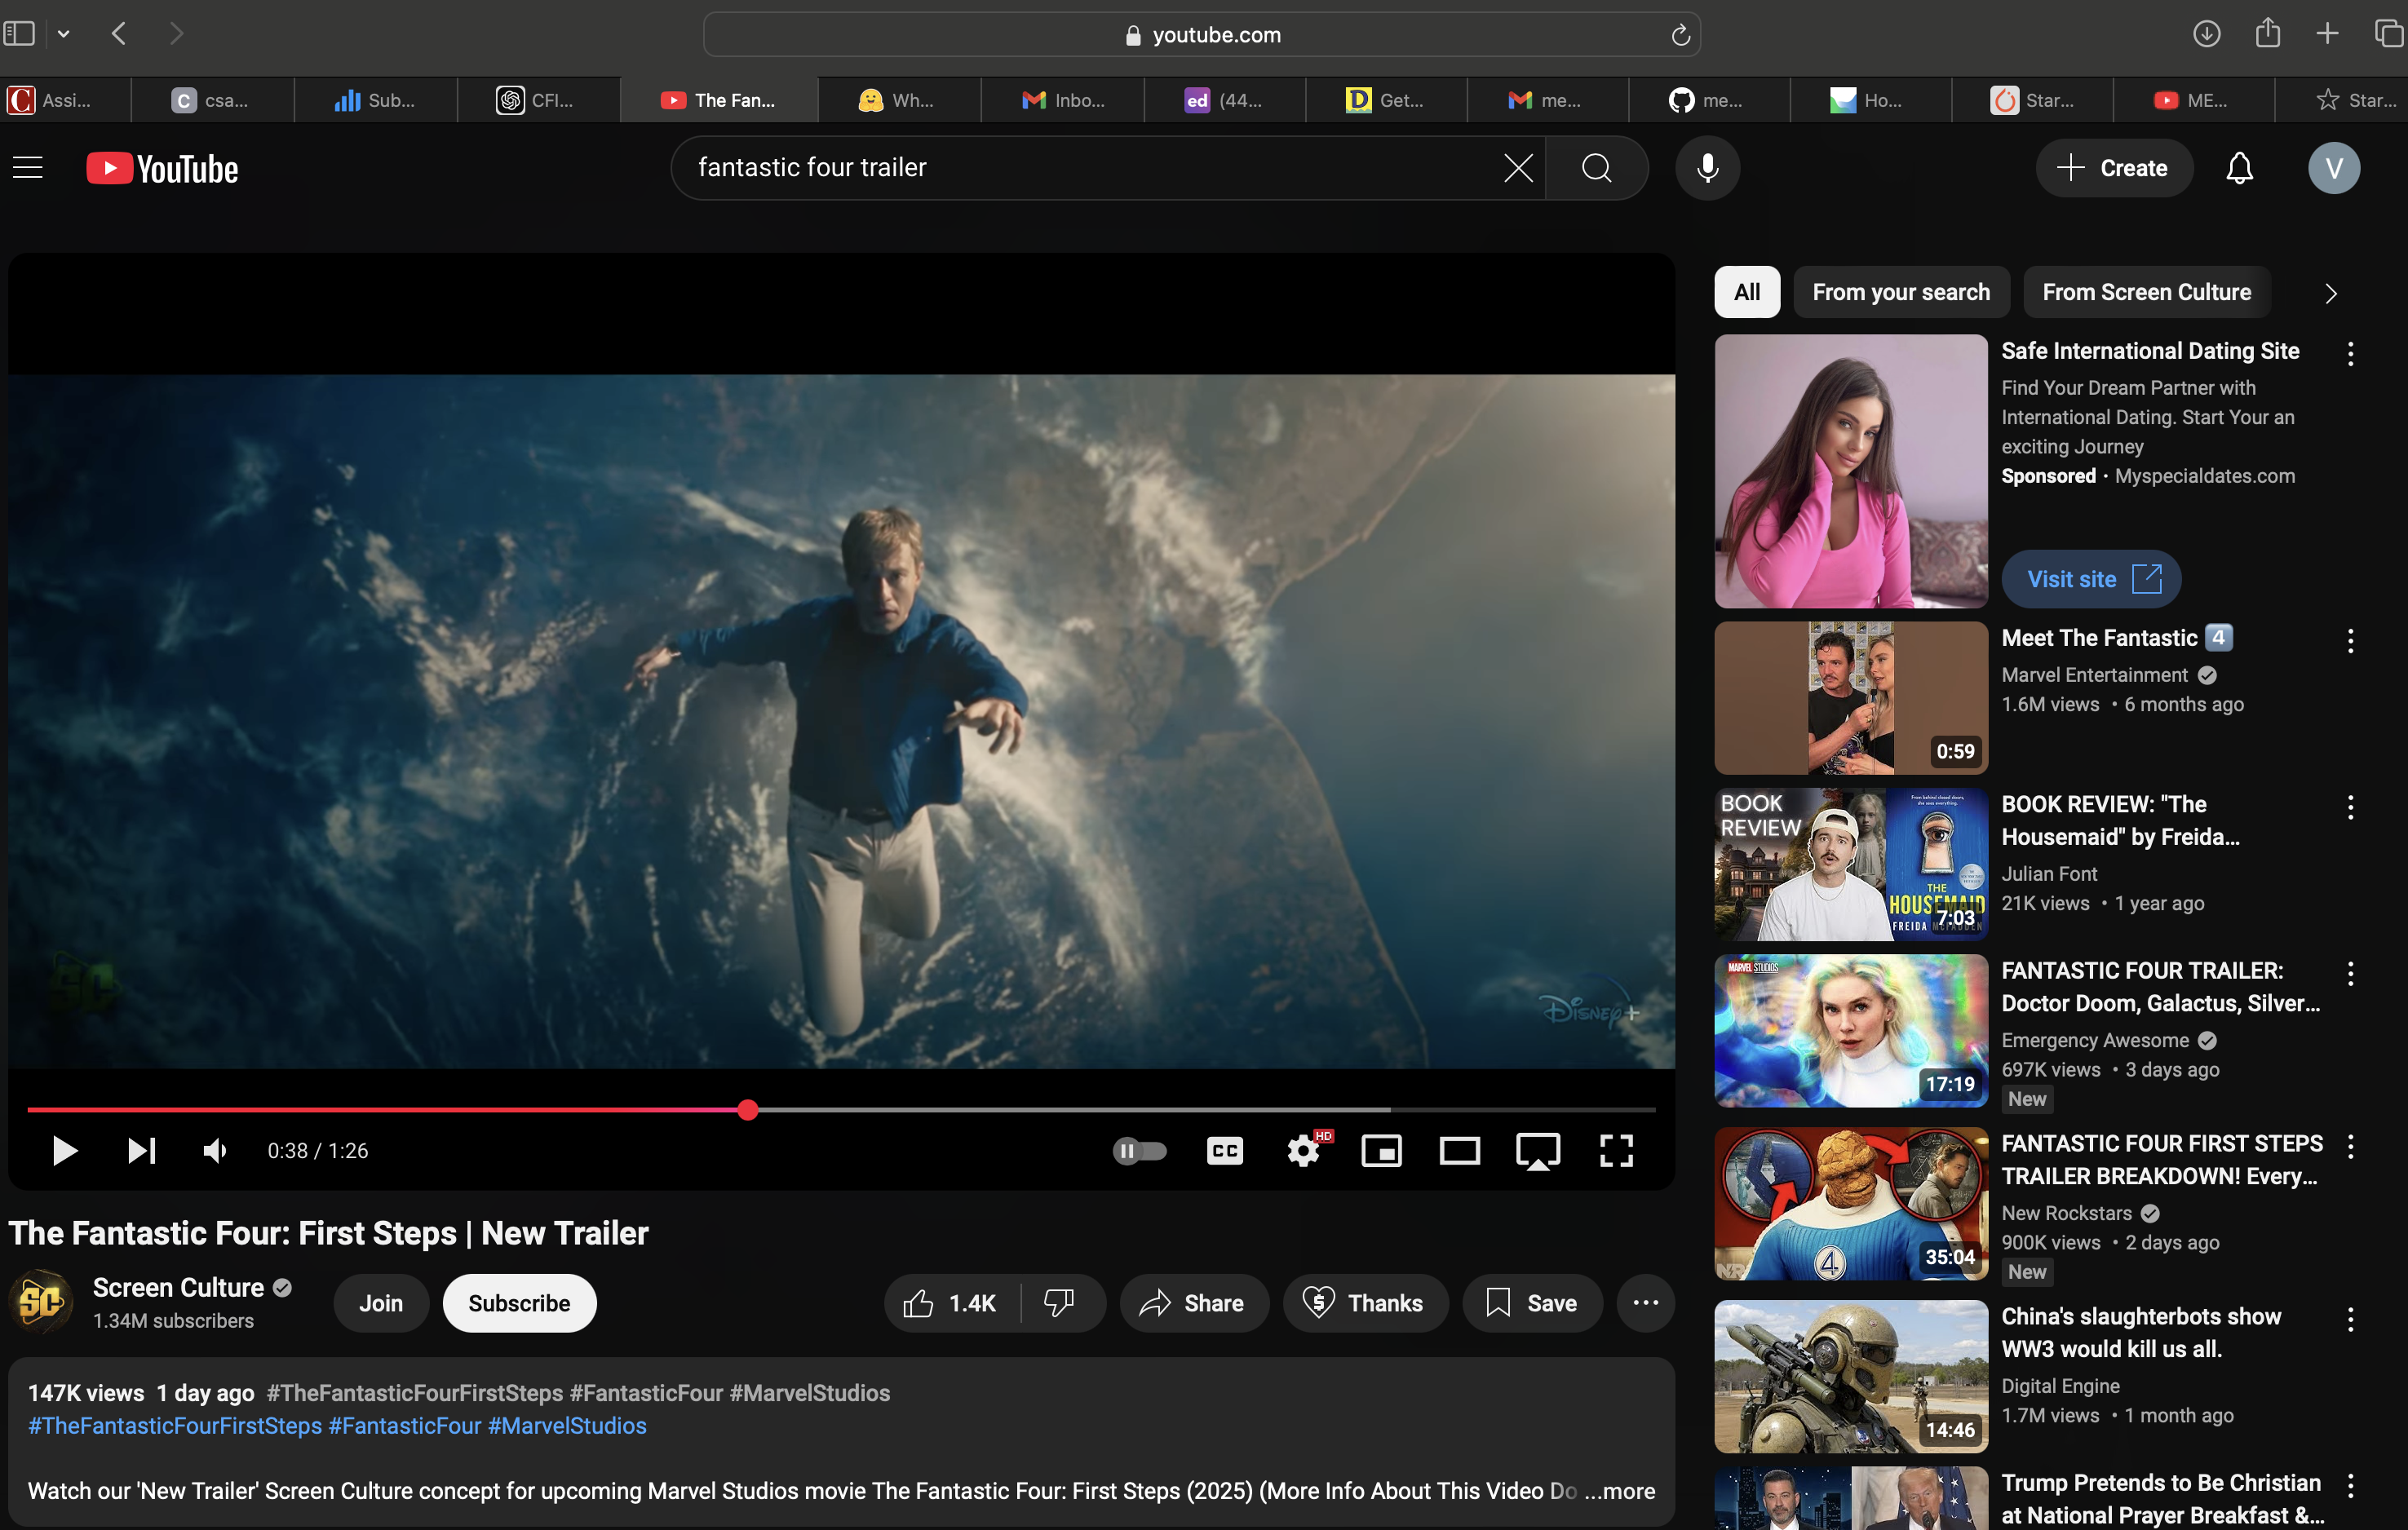 youtube.com
Assi...
csa...
Sub...
CFI...
The Fan...
Wh...
Inbo...
ed (44...
D Get...
me...
me...
Ho...
Star...
ME...
Star...
YouTube
fantastic four trailer
Create
V
All
From your search
From Screen Culture
SC
Disney+
0:38 / 1:26
CC
HD
The Fantastic Four: First Steps | New Trailer
SC
Screen Culture
1.34M subscribers
Join
Subscribe
1.4K
Share
Thanks
Save
147K views 1 day ago #TheFantasticFourFirstSteps #FantasticFour #MarvelStudios
#TheFantasticFourFirstSteps #FantasticFour #MarvelStudios
Watch our 'New Trailer' Screen Culture concept for upcoming Marvel Studios movie The Fantastic Four: First Steps (2025) (More Info About This Video Do ...more
Safe International Dating Site
Find Your Dream Partner with
International Dating. Start Your an
exciting Journey
Sponsored • Myspecialdates.com
Visit site
0:59
Meet The Fantastic 4
Marvel Entertainment
1.6M views • 6 months ago
BOOK
REVIEW
THE
HOUSEMAID
FREIDA MCFADDEN
7:03
BOOK REVIEW: "The
Housemaid" by Freida...
Julian Font
21K views • 1 year ago
MARVEL STUDIOS
17:19
FANTASTIC FOUR TRAILER:
Doctor Doom, Galactus, Silver...
Emergency Awesome
697K views • 3 days ago
New
4
NRS
35:04
FANTASTIC FOUR FIRST STEPS
TRAILER BREAKDOWN! Every...
New Rockstars
900K views • 2 days ago
New
14:46
China's slaughterbots show
WW3 would kill us all.
Digital Engine
1.7M views • 1 month ago
Trump Pretends to Be Christian
at National Prayer Breakfast &...